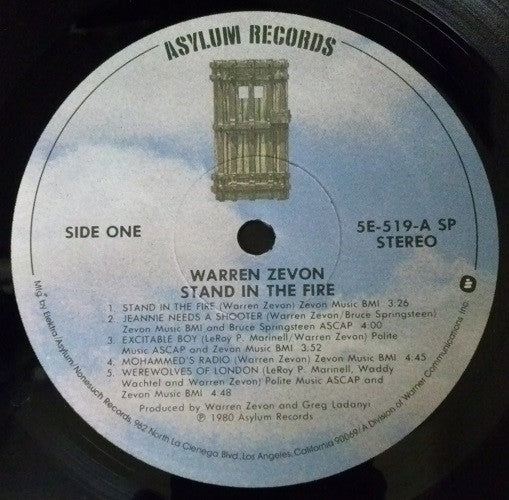 ASYLUM RECORDS
SIDE ONE
5E-519-A SP
STEREO
WARREN ZEVON
STAND IN THE FIRE
1. STAND IN THE FIRE (Warren Zevon) Zevon Music BMI 3:26
2. JEANNIE NEEDS A SHOOTER (Warren Zevon/Bruce Springsteen)
Zevon Music BMI and Bruce Springsteen ASCAP 4:00
3. EXCITABLE BOY (LeRoy P. Marinell/Warren Zevon) Polite
Music ASCAP and Zevon Music BMI 3:52
4. MOHAMMED'S RADIO (Warren Zevon) Zevon Music BMI 4:45
5. WEREWOLVES OF LONDON (LeRoy P. Marinell, Waddy
Wachtel and Warren Zevon) Polite Music ASCAP and
Zevon Music BMI 4:48
Produced by Warren Zevon and Greg Ladanyi
℗ 1980 Asylum Records
Mfg. by Elektra/Asylum/Nonesuch Records, 962 North La Cienega Blvd., Los Angeles, California 90069/A Division of Warner Communications Inc.